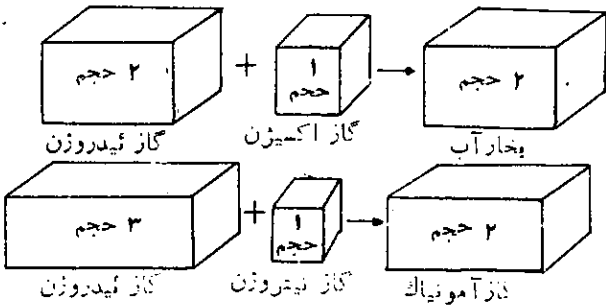 ۲ حجم + ۱ حجم → ۲ حجم
گاز ئیدروژن گاز اکسیژن بخار آب
۳ حجم + ۱ حجم → ۲ حجم
گاز ئیدروژن گاز نیتروژن گاز آمونیاك